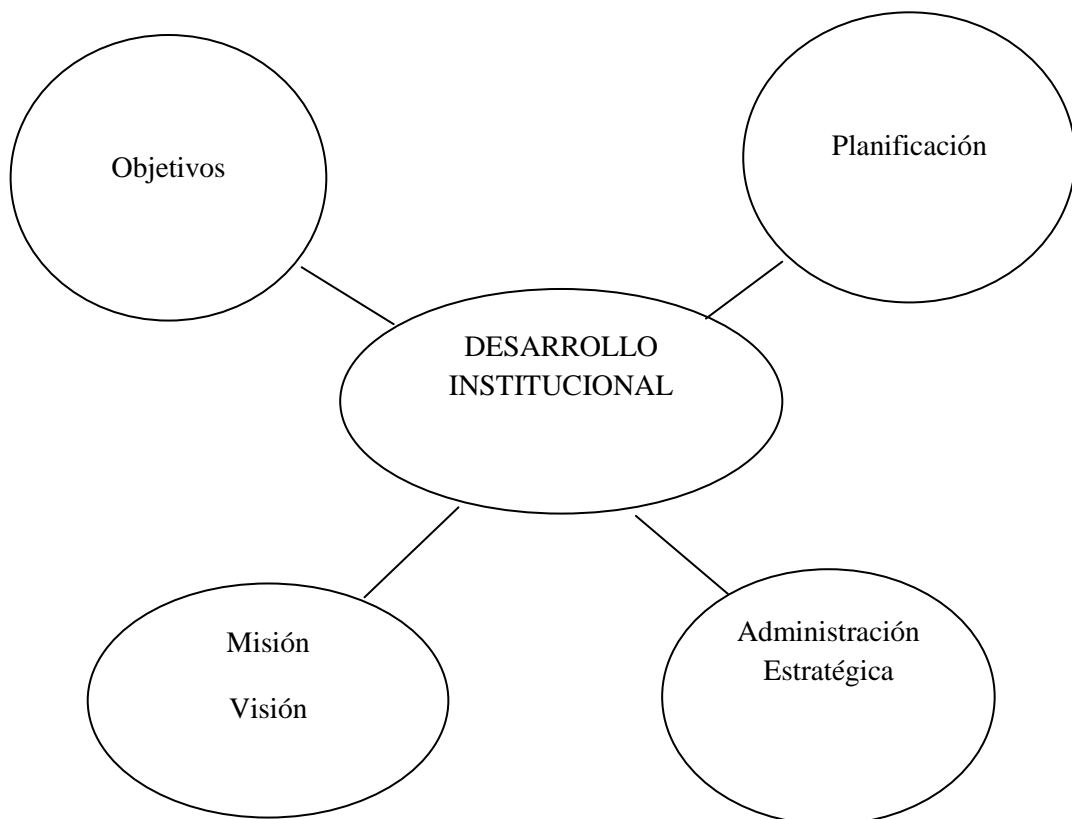 Objetivos
Planificación
DESARROLLO
INSTITUCIONAL
Misión
Visión
Administración
Estratégica